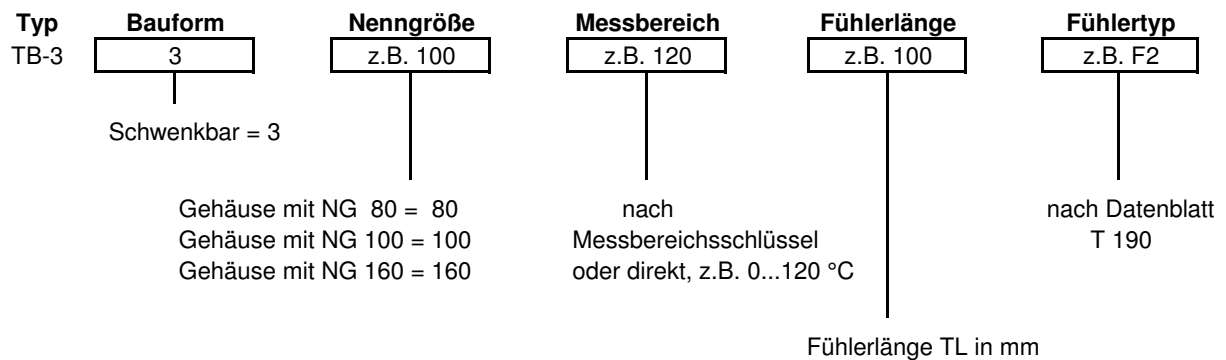 Typ Bauform Nenngröße Messbereich Fühlerlänge Fühlertyp
TB-3 3 z.B. 100 z.B. 120 z.B. 100 z.B. F2
Schwenkbar = 3
Gehäuse mit NG 80 = 80 nach nach Datenblatt
Gehäuse mit NG 100 = 100 Messbereichsschlüssel T 190
Gehäuse mit NG 160 = 160 oder direkt, z.B. 0...120 °C
Fühlerlänge TL in mm